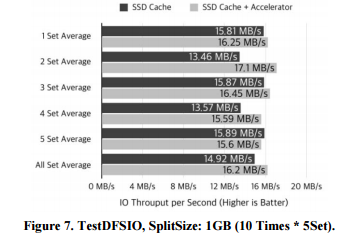 SSD Cache SSD Cache + Accelerator
1 Set Average 15.81 MB/s
16.25 MB/s
2 Set Average 13.46 MB/s
17.1 MB/s
3 Set Average 15.87 MB/s
16.45 MB/s
4 Set Average 13.57 MB/s
15.59 MB/s
5 Set Average 15.89 MB/s
15.6 MB/s
All Set Average 14.92 MB/s
16.2 MB/s
0 MB/s 4 MB/s 8 MB/s 12 MB/s 16 MB/s 20 MB/s
IO Throuput per Second (Higher is Batter)
Figure 7. TestDFSIO, SplitSize: 1GB (10 Times * 5Set).